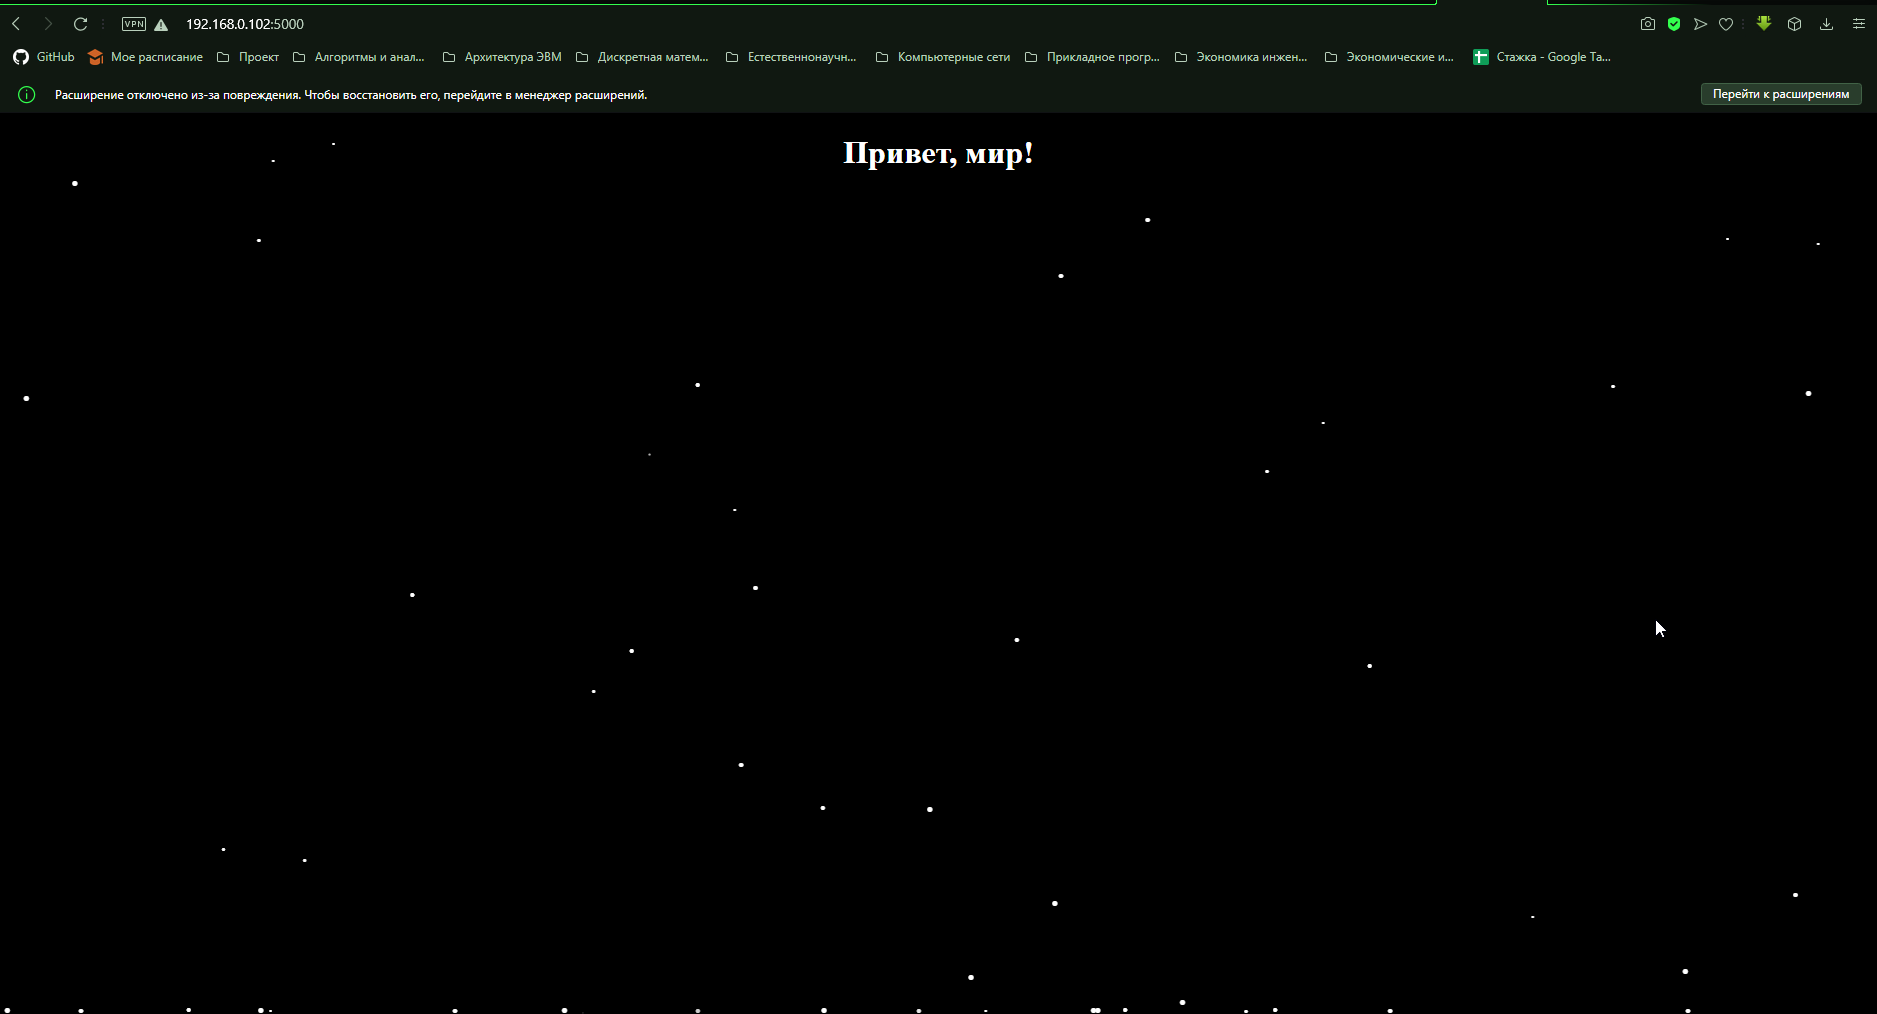 VPN 192.168.0.102:5000
GitHub Мое расписание Проект Алгоритмы и анал... Архитектура ЭВМ Дискретная матем... Естественнонаучн... Компьютерные сети Прикладное прогр... Экономика инжен... Экономические и... Стажка - Google Та...
Расширение отключено из-за повреждения. Чтобы восстановить его, перейдите в менеджер расширений. Перейти к расширениям
Привет, мир!